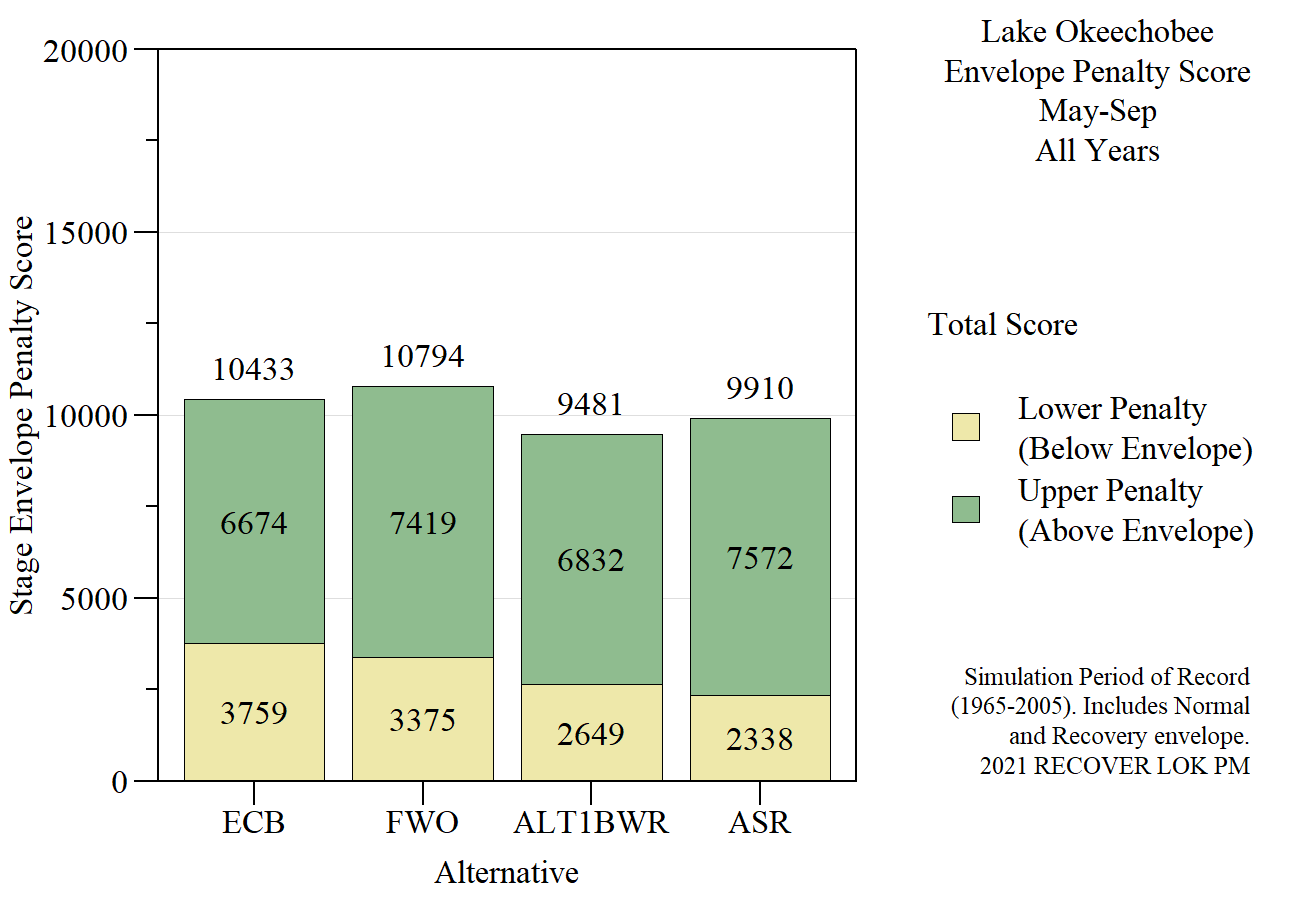 Lake Okeechobee
Envelope Penalty Score
May-Sep
All Years
Stage Envelope Penalty Score
20000
15000
10000
5000
0
10433
10794
9481
9910
6674
7419
6832
7572
3759
3375
2649
2338
ECB
FWO
ALT1BWR
ASR
Alternative
Total Score
Lower Penalty
(Below Envelope)
Upper Penalty
(Above Envelope)
Simulation Period of Record
(1965-2005). Includes Normal
and Recovery envelope.
2021 RECOVER LOK PM